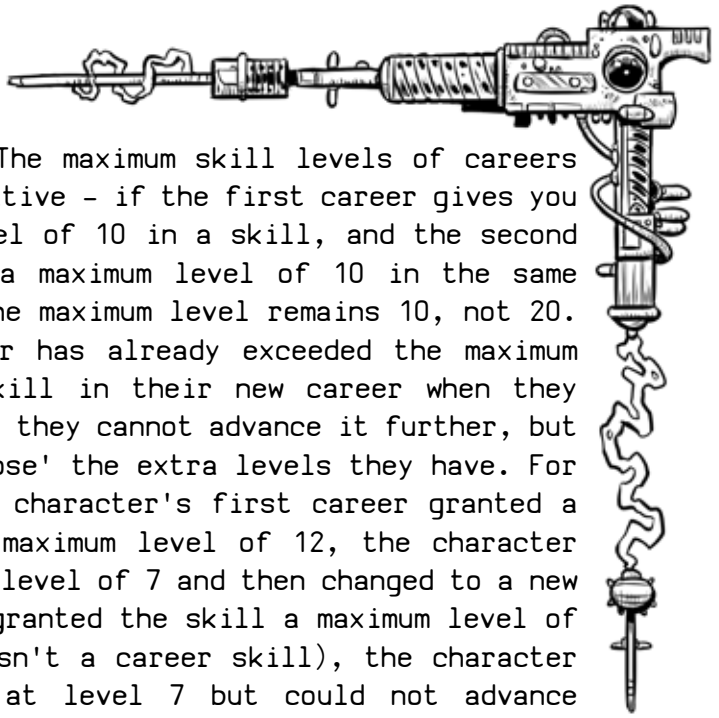 The maximum skill levels of careers
tive – if the first career gives you
el of 10 in a skill, and the second
a maximum level of 10 in the same
he maximum level remains 10, not 20.
r has already exceeded the maximum
kill in their new career when they
they cannot advance it further, but
ose' the extra levels they have. For
character's first career granted a
maximum level of 12, the character
level of 7 and then changed to a new
granted the skill a maximum level of
isn't a career skill), the character
at level 7 but could not advance